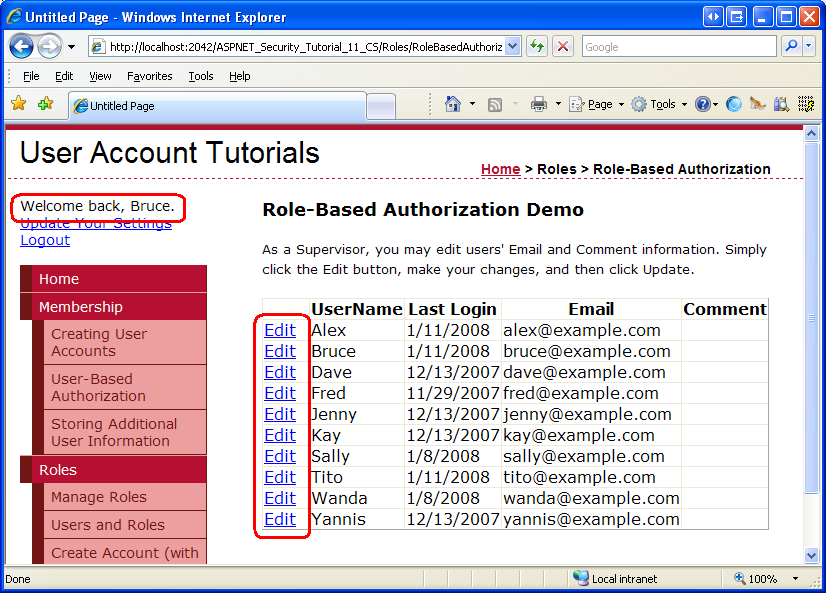 Untitled Page - Windows Internet Explorer
http://localhost:2042/ASPNET_Security_Tutorial_11_CS/Roles/RoleBasedAuthoriz
Google
File Edit View Favorites Tools Help
Untitled Page
Page Tools
User Account Tutorials
Home > Roles > Role-Based Authorization
Welcome back, Bruce.
Update Your Settings
Logout
Home
Membership
Creating User
Accounts
User-Based
Authorization
Storing Additional
User Information
Roles
Manage Roles
Users and Roles
Create Account (with
Role-Based Authorization Demo
As a Supervisor, you may edit users' Email and Comment information. Simply
click the Edit button, make your changes, and then click Update.
UserName Last Login Email Comment
Edit Alex 1/11/2008 alex@example.com
Edit Bruce 1/11/2008 bruce@example.com
Edit Dave 12/13/2007 dave@example.com
Edit Fred 11/29/2007 fred@example.com
Edit Jenny 12/13/2007 jenny@example.com
Edit Kay 12/13/2007 kay@example.com
Edit Sally 1/8/2008 sally@example.com
Edit Tito 1/11/2008 tito@example.com
Edit Wanda 1/8/2008 wanda@example.com
Edit Yannis 12/13/2007 yannis@example.com
Done
Local intranet
100%